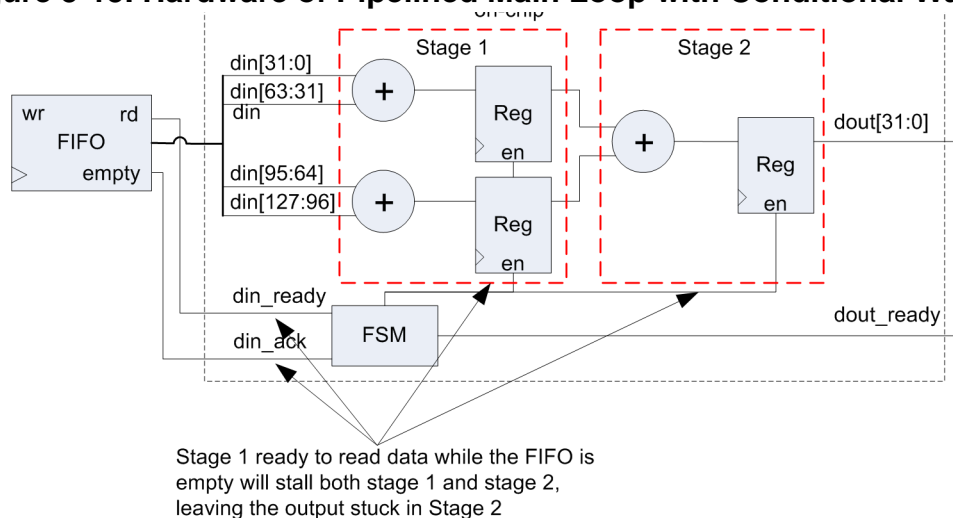 on-chip
Stage 1
Stage 2
din[31:0]
din[63:31]
din
wr
rd
FIFO
empty
+
Reg
en
+
Reg
en
dout[31:0]
din[95:64]
din[127:96]
+
Reg
en
din_ready
din_ack
FSM
dout_ready
Stage 1 ready to read data while the FIFO is
empty will stall both stage 1 and stage 2,
leaving the output stuck in Stage 2